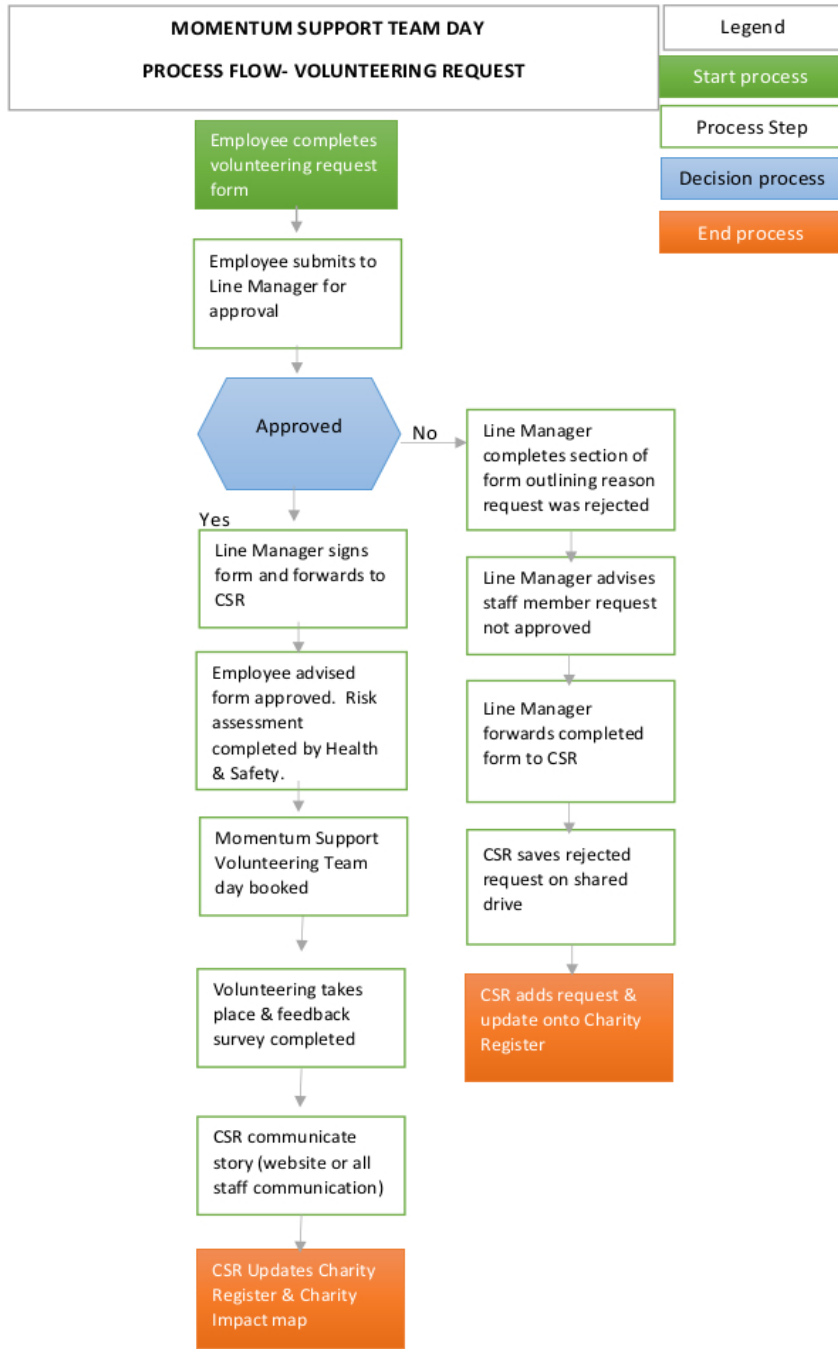 MOMENTUM SUPPORT TEAM DAY
PROCESS FLOW- VOLUNTEERING REQUEST
Legend
Start process
Process Step
Decision process
End process
Employee completes
volunteering request
form
Employee submits to
Line Manager for
approval
Approved
No
Yes
Line Manager
completes section of
form outlining reason
request was rejected
Line Manager signs
form and forwards to
CSR
Line Manager advises
staff member request
not approved
Employee advised
form approved.  Risk
assessment
completed by Health
& Safety.
Line Manager
forwards completed
form to CSR
Momentum Support
Volunteering Team
day booked
CSR saves rejected
request on shared
drive
Volunteering takes
place & feedback
survey completed
CSR adds request &
update onto Charity
Register
CSR communicate
story (website or all
staff communication)
CSR Updates Charity
Register & Charity
Impact map